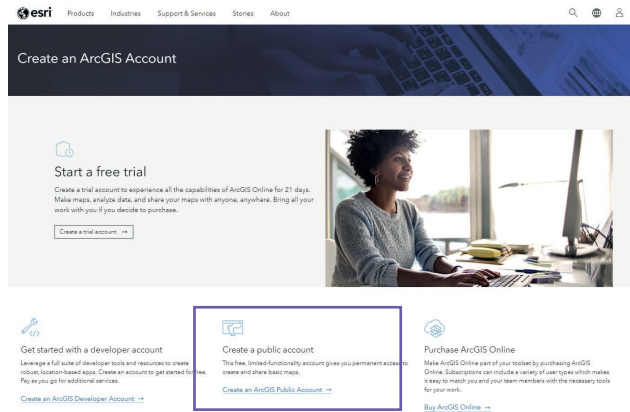 esri Products Industries Support & Services Stories About
Create an ArcGIS Account
Start a free trial
Create a trial account to experience all the capabilities of ArcGIS Online for 21 days.
Make maps, analyze data, and share your maps with anyone, anywhere. Bring all your
work with you if you decide to purchase.
Create a trial account →
Get started with a developer account
Leverage a full suite of developer tools and resources to create
robust, location-based apps. Create an account to get started for free.
Pay as you go for additional services.
Create an ArcGIS Developer Account →
Create a public account
This free, limited-functionality account gives you permanent access to
create and share basic maps.
Create an ArcGIS Public Account →
Purchase ArcGIS Online
Make ArcGIS Online part of your toolset by purchasing ArcGIS
Online. Subscriptions can include a variety of user types which makes
it easy to match you and your team members with the necessary tools
for your work.
Buy ArcGIS Online →